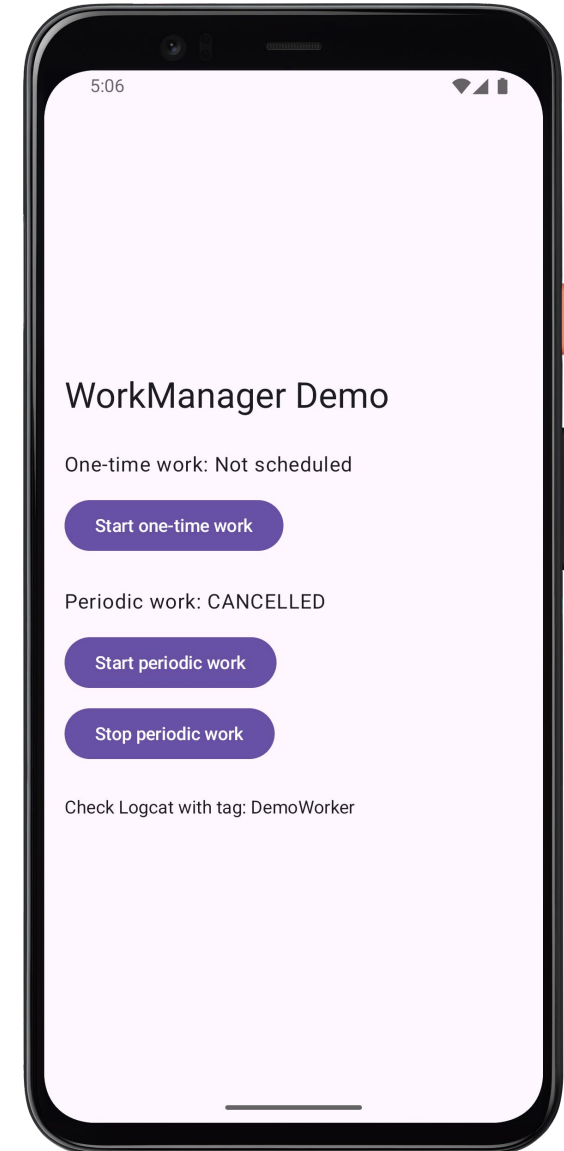 5:06
WorkManager Demo
One-time work: Not scheduled
Start one-time work
Periodic work: CANCELLED
Start periodic work
Stop periodic work
Check Logcat with tag: DemoWorker